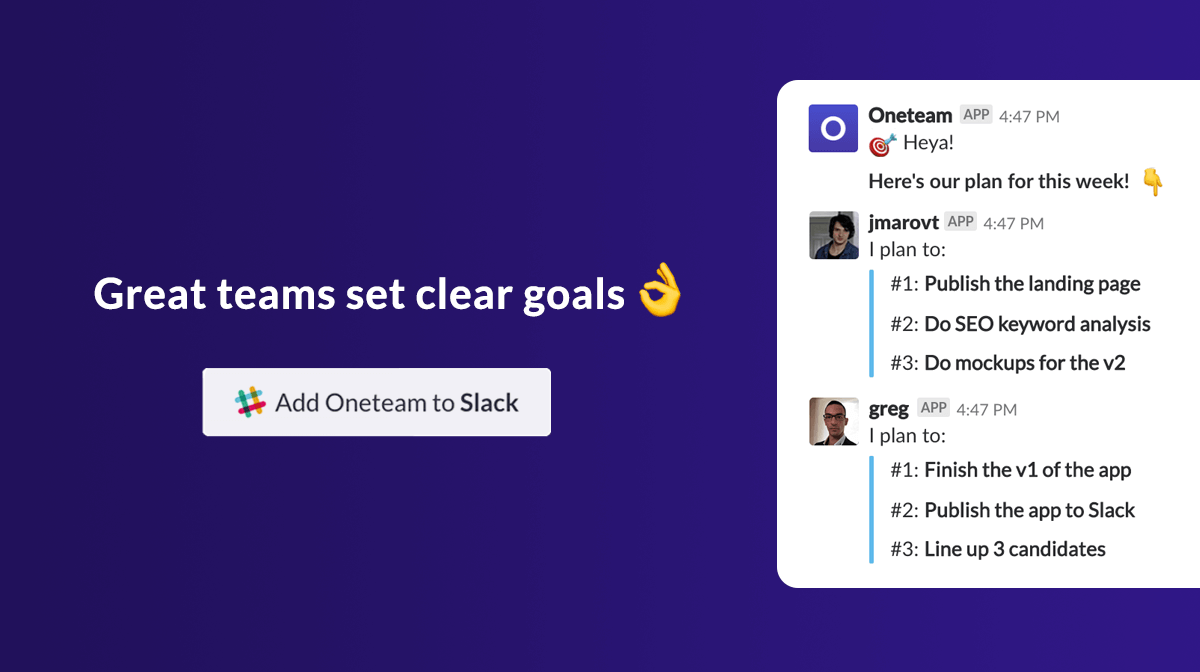 Great teams set clear goals 👌
Add Oneteam to Slack
Oneteam APP 4:47 PM
🎯 Heya!
Here's our plan for this week! 👇
jmarovt APP 4:47 PM
I plan to:
#1: Publish the landing page
#2: Do SEO keyword analysis
#3: Do mockups for the v2
greg APP 4:47 PM
I plan to:
#1: Finish the v1 of the app
#2: Publish the app to Slack
#3: Line up 3 candidates